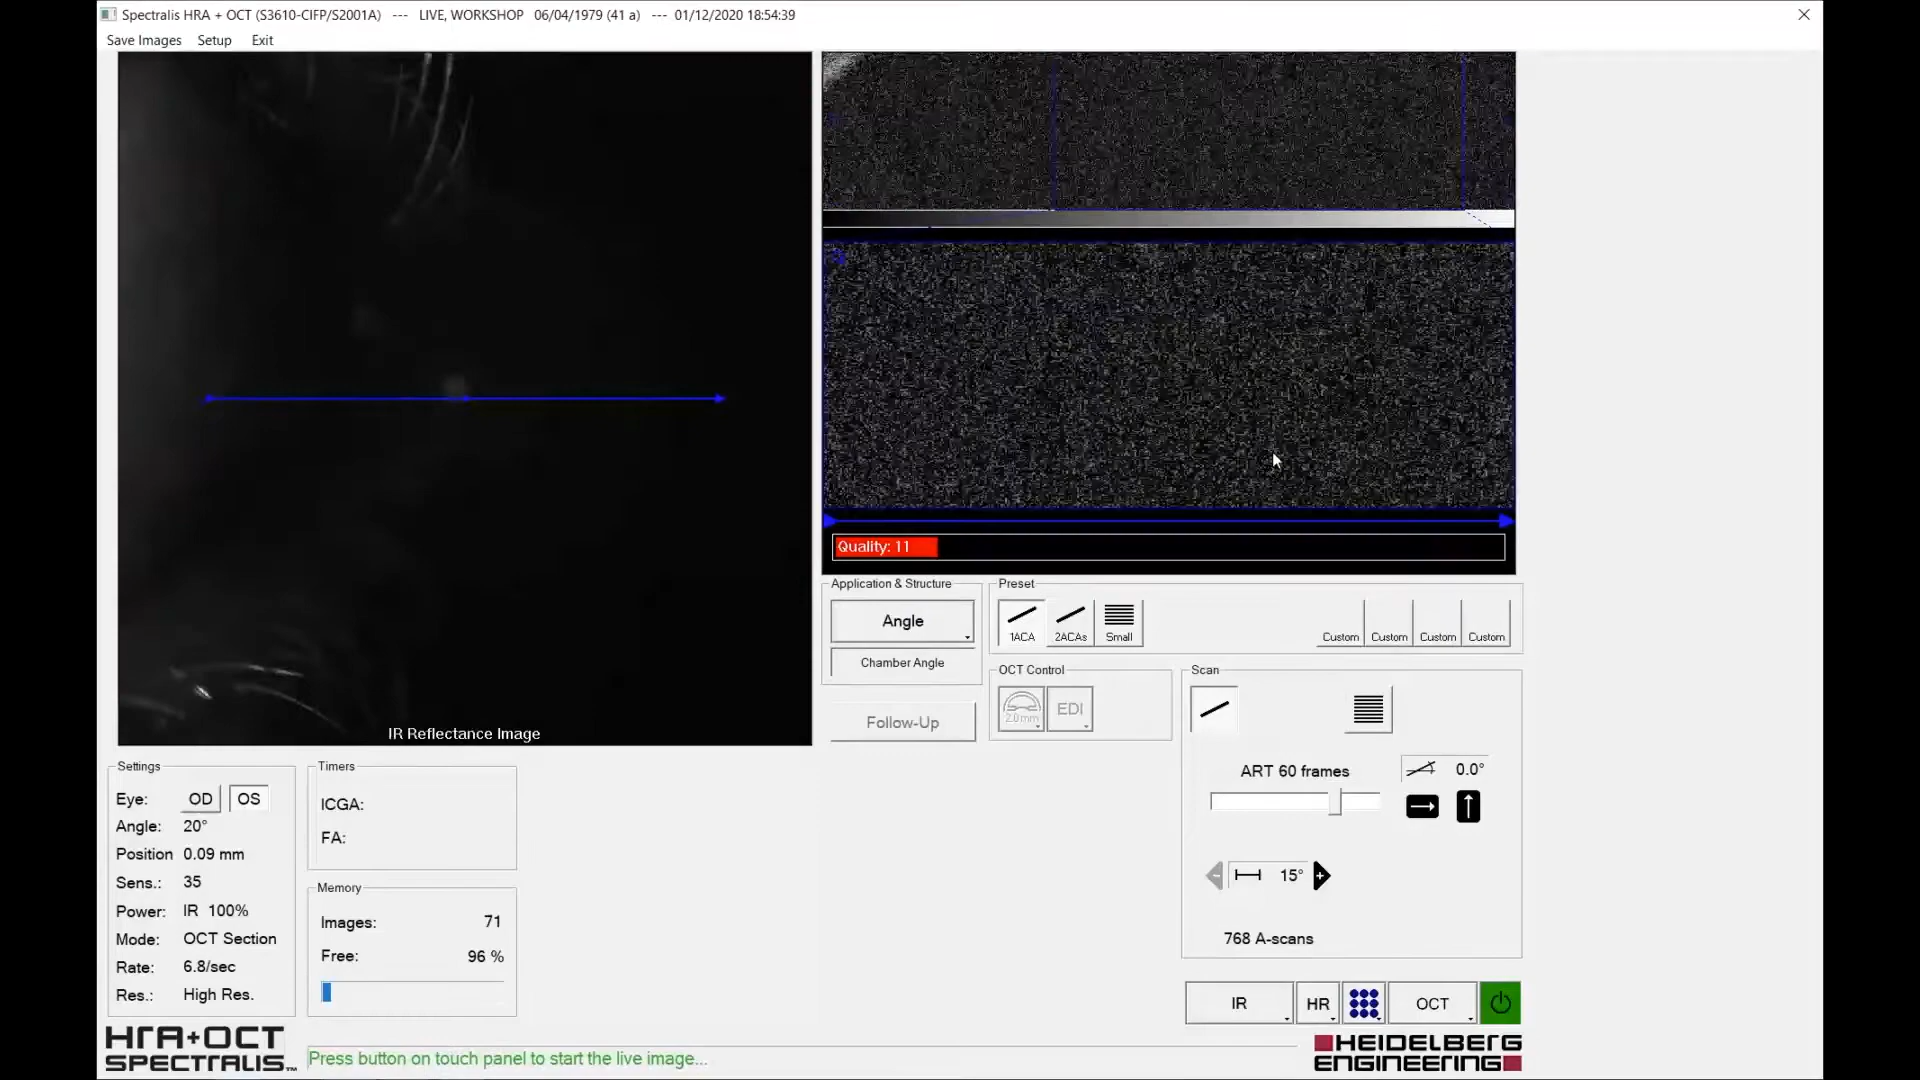 Spectralis HRA + OCT (S3610-CIFP/S2001A) --- LIVE, WORKSHOP 06/04/1979 (41 a) --- 01/12/2020 18:54:39
Save Images Setup Exit
IR Reflectance Image
Quality: 11
Application & Structure
Angle
Chamber Angle
Follow-Up
Preset
1ACA 2ACAs Small Custom Custom Custom Custom
OCT Control
2.0mm EDI
Scan
ART 60 frames 0.0°
- 15° +
768 A-scans
Settings
Eye: OD OS
Angle: 20°
Position 0.09 mm
Sens.: 35
Power: IR 100%
Mode: OCT Section
Rate: 6.8/sec
Res.: High Res.
Timers
ICGA:
FA:
Memory
Images: 71
Free: 96 %
IR HR OCT
HRA+OCT
SPECTRALIS™
Press button on touch panel to start the live image...
HEIDELBERG
ENGINEERING